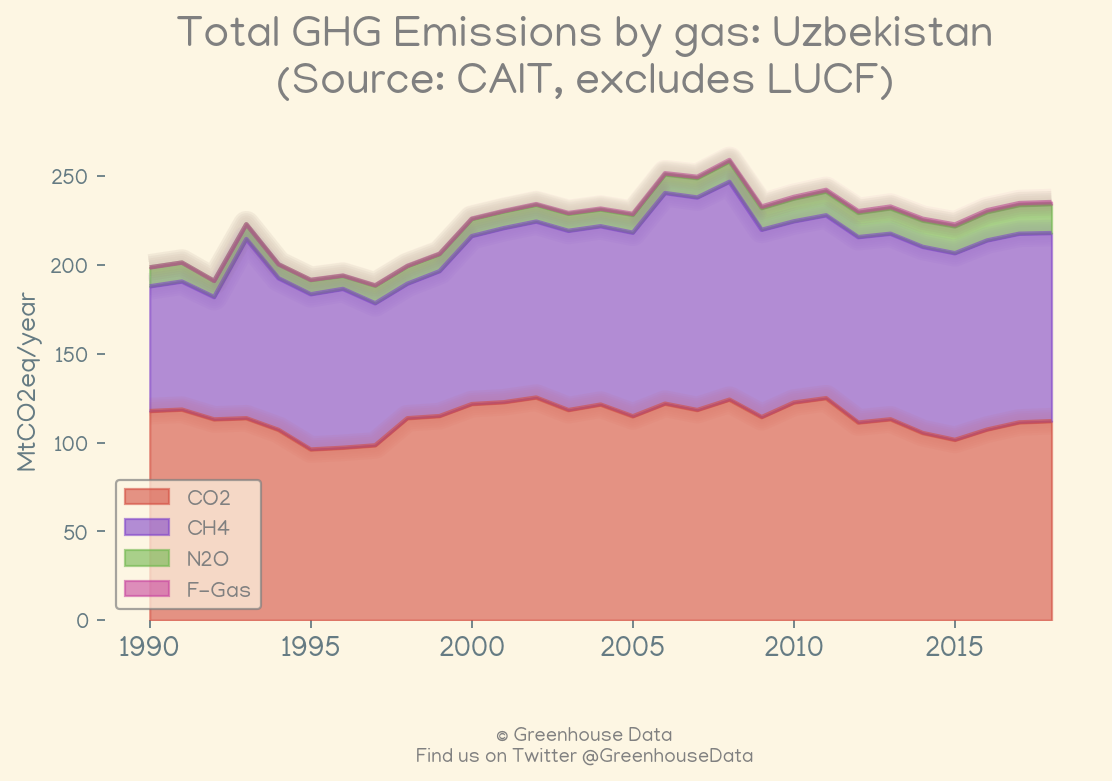 Total GHG Emissions by gas: Uzbekistan
(Source: CAIT, excludes LUCF)
MtCO2eq/year
250
200
150
100
50
0
CO2
CH4
N2O
F-Gas
1990 1995 2000 2005 2010 2015
© Greenhouse Data
Find us on Twitter @GreenhouseData